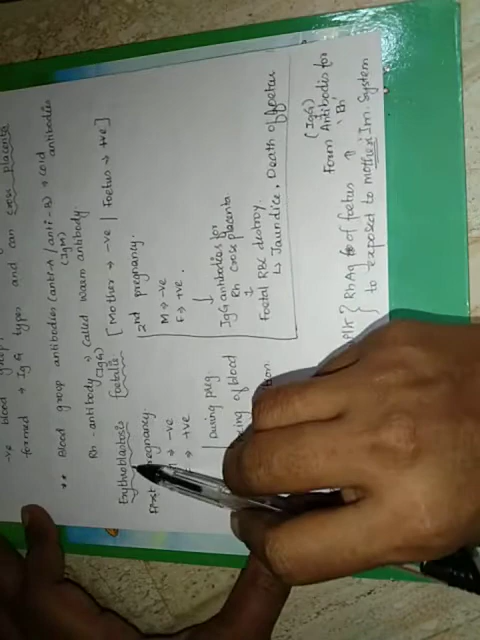 -ve blood group.
formed → IgG types and can cross placenta
** Blood group antibodies (anti-A/anti-B) → cold antibodies
(IgM)
Rh-antibody → called warm antibody.
(IgG)
Erythroblastosis foetalis [Mother → -ve | Foetus → +ve]
First pregnancy
M → -ve
→ +ve
During preg
mixing of blood
2nd pregnancy.
M → -ve
F → +ve.
↓
IgG antibodies for
Rh cross placenta
↓
Foetal RBC destroy.
↳ Jaundice, Death of foetus
} RhAg of foetus
to exposed to mother Im. System
↑
Form Antibodies for
(IgG)
'Rh'